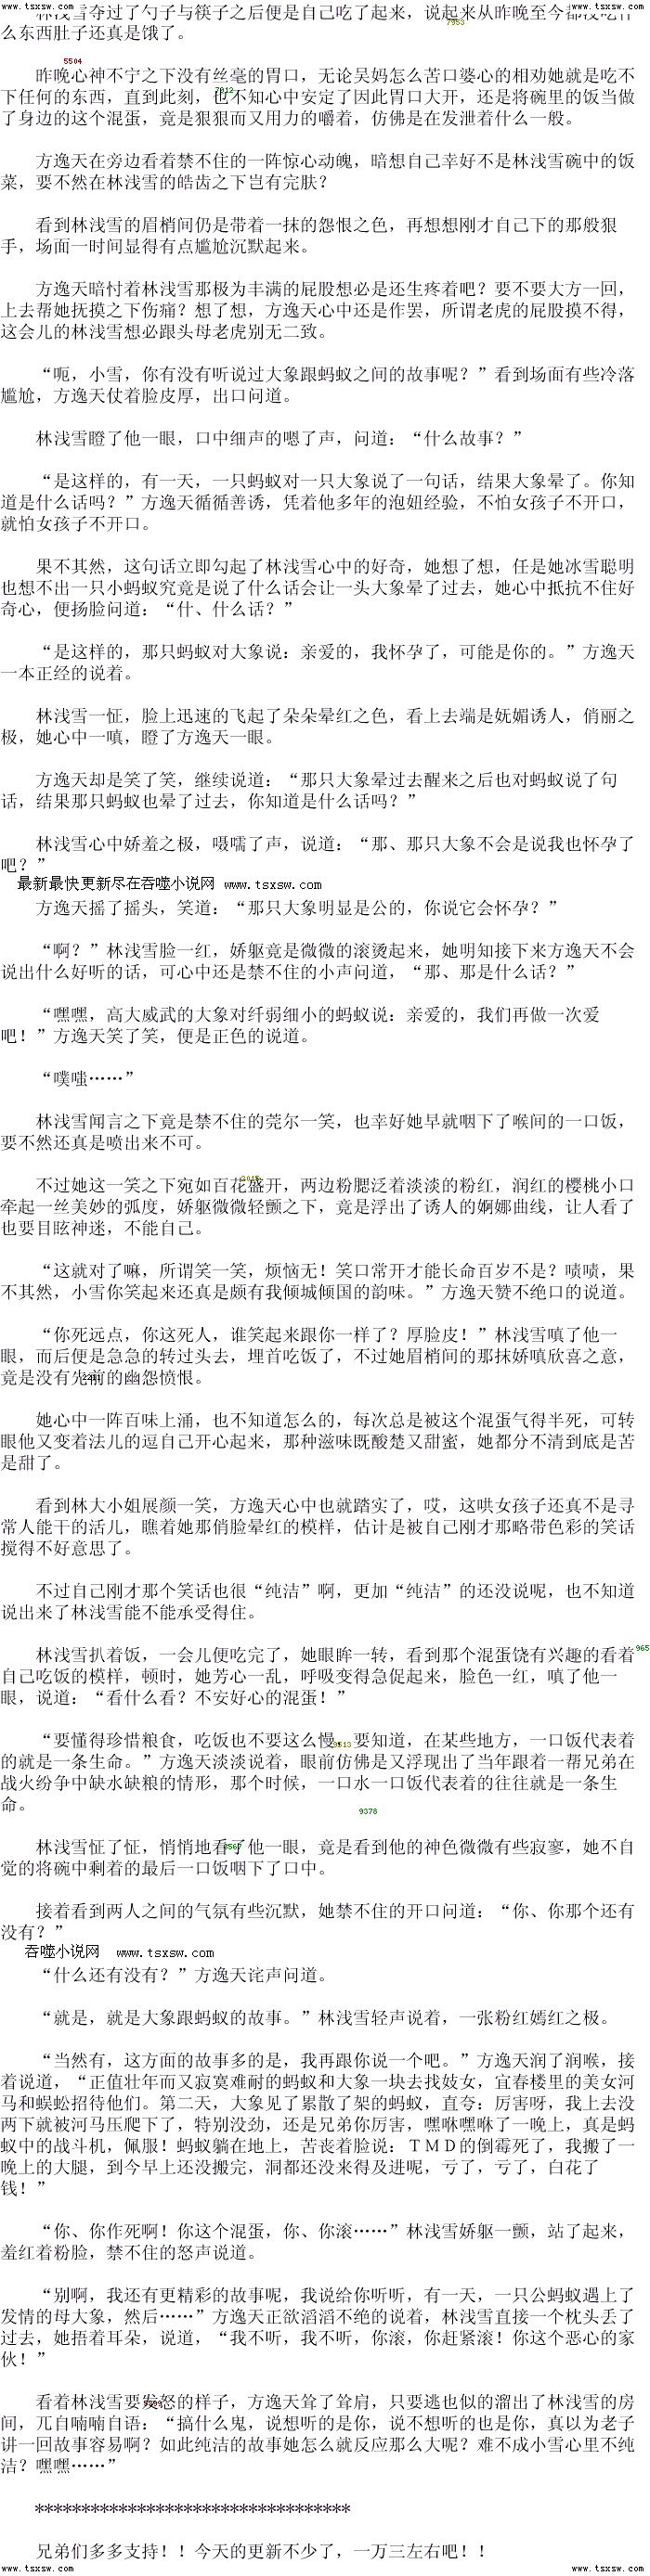 www.tsxsw.com www.tsxsw.com
林浅雪夺过了勺子与筷子之后便是自己吃了起来，说起来从昨晚至今都没吃什
7953
么东西肚子还真是饿了。
5504
昨晚心神不宁之下没有丝毫的胃口，无论吴妈怎么苦口婆心的相劝她就是吃不
下任何的东西，直到此刻，也不知心中安定了因此胃口大开，还是将碗里的饭当做
7912
了身边的这个混蛋，竟是狠狠而又用力的嚼着，仿佛是在发泄着什么一般。
方逸天在旁边看着禁不住的一阵惊心动魄，暗想自己幸好不是林浅雪碗中的饭
菜，要不然在林浅雪的皓齿之下岂有完肤？
看到林浅雪的眉梢间仍是带着一抹的怨恨之色，再想想刚才自己下的那般狠
手，场面一时间显得有点尴尬沉默起来。
方逸天暗忖着林浅雪那极为丰满的屁股想必是还生疼着吧？要不要大方一回，
上去帮她抚摸之下伤痛？想了想，方逸天心中还是作罢，所谓老虎的屁股摸不得，
这会儿的林浅雪想必跟头母老虎别无二致。
“呃，小雪，你有没有听说过大象跟蚂蚁之间的故事呢？”看到场面有些冷落
尴尬，方逸天仗着脸皮厚，出口问道。
林浅雪瞪了他一眼，口中细声的嗯了声，问道：“什么故事？”
“是这样的，有一天，一只蚂蚁对一只大象说了一句话，结果大象晕了。你知
道是什么话吗？”方逸天循循善诱，凭着他多年的泡妞经验，不怕女孩子不开口，
就怕女孩子不开口。
果不其然，这句话立即勾起了林浅雪心中的好奇，她想了想，任是她冰雪聪明
也想不出一只小蚂蚁究竟是说了什么话会让一头大象晕了过去，她心中抵抗不住好
奇心，便扬脸问道：“什、什么话？”
“是这样的，那只蚂蚁对大象说：亲爱的，我怀孕了，可能是你的。”方逸天
一本正经的说着。
林浅雪一怔，脸上迅速的飞起了朵朵晕红之色，看上去端是妩媚诱人，俏丽之
极，她心中一嗔，瞪了方逸天一眼。
方逸天却是笑了笑，继续说道：“那只大象晕过去醒来之后也对蚂蚁说了句
话，结果那只蚂蚁也晕了过去，你知道是什么话吗？”
林浅雪心中娇羞之极，嗫嚅了声，说道：“那、那只大象不会是说我也怀孕了
吧？”
最新最快更新尽在吞噬小说网 www.tsxsw.com
方逸天摇了摇头，笑道：“那只大象明显是公的，你说它会怀孕？”
“啊？”林浅雪脸一红，娇躯竟是微微的滚烫起来，她明知接下来方逸天不会
说出什么好听的话，可心中还是禁不住的小声问道，“那、那是什么话？”
“嘿嘿，高大威武的大象对纤弱细小的蚂蚁说：亲爱的，我们再做一次爱
吧！”方逸天笑了笑，便是正色的说道。
“噗嗤……”
林浅雪闻言之下竟是禁不住的莞尔一笑，也幸好她早就咽下了喉间的一口饭，
要不然还真是喷出来不可。
不过她这一笑之下宛如百花盛开，两边粉腮泛着淡淡的粉红，润红的樱桃小口
牵起一丝美妙的弧度，娇躯微微轻颤之下，竟是浮出了诱人的婀娜曲线，让人看了
也要目眩神迷，不能自己。
“这就对了嘛，所谓笑一笑，烦恼无！笑口常开才能长命百岁不是？啧啧，果
不其然，小雪你笑起来还真是颇有我倾城倾国的韵味。”方逸天赞不绝口的说道。
“你死远点，你这死人，谁笑起来跟你一样了？厚脸皮！”林浅雪嗔了他一
眼，而后便是急急的转过头去，埋首吃饭了，不过她眉梢间的那抹娇嗔欣喜之意，
竟是没有先前的幽怨愤恨。
她心中一阵百味上涌，也不知道怎么的，每次总是被这个混蛋气得半死，可转
眼他又变着法儿的逗自己开心起来，那种滋味既酸楚又甜蜜，她都分不清到底是苦
是甜了。
看到林大小姐展颜一笑，方逸天心中也就踏实了，哎，这哄女孩子还真不是寻
常人能干的活儿，瞧着她那俏脸晕红的模样，估计是被自己刚才那略带色彩的笑话
搅得不好意思了。
不过自己刚才那个笑话也很“纯洁”啊，更加“纯洁”的还没说呢，也不知道
说出来了林浅雪能不能承受得住。
林浅雪扒着饭，一会儿便吃完了，她眼眸一转，看到那个混蛋饶有兴趣的看着
965
自己吃饭的模样，顿时，她芳心一乱，呼吸变得急促起来，脸色一红，嗔了他一
眼，说道：“看什么看？不安好心的混蛋！”
“要懂得珍惜粮食，吃饭也不要这么慢，要知道，在某些地方，一口饭代表着
9513
的就是一条生命。”方逸天淡淡说着，眼前仿佛是又浮现出了当年跟着一帮兄弟在
战火纷争中缺水缺粮的情形，那个时候，一口水一口饭代表着的往往就是一条生
命。
9378
林浅雪怔了怔，悄悄地看了他一眼，竟是看到他的神色微微有些寂寥，她不自
觉的将碗中剩着的最后一口饭咽下了口中。
接着看到两人之间的气氛有些沉默，她禁不住的开口问道：“你、你那个还有
没有？”
吞噬小说网 www.tsxsw.com
“什么还有没有？”方逸天诧声问道。
“就是，就是大象跟蚂蚁的故事。”林浅雪轻声说着，一张粉红嫣红之极。
“当然有，这方面的故事多的是，我再跟你说一个吧。”方逸天润了润喉，接
着说道，“正值壮年而又寂寞难耐的蚂蚁和大象一块去找妓女，宜春楼里的美女河
马和蜈蚣招待他们。第二天，大象见了累散了架的蚂蚁，直夸：厉害呀，我上去没
两下就被河马压爬下了，特别没劲，还是兄弟你厉害，嘿咻嘿咻了一晚上，真是蚂
蚁中的战斗机，佩服！蚂蚁躺在地上，苦丧着脸说：ＴＭＤ的倒霉死了，我搬了一
晚上的大腿，到今早上还没搬完，洞都还没来得及进呢，亏了，亏了，白花了
钱！”
“你、你作死啊！你这个混蛋，你、你滚……”林浅雪娇躯一颤，站了起来，
羞红着粉脸，禁不住的怒声说道。
“别啊，我还有更精彩的故事呢，我说给你听听，有一天，一只公蚂蚁遇上了
发情的母大象，然后……”方逸天正欲滔滔不绝的说着，林浅雪直接一个枕头丢了
过去，她捂着耳朵，说道，“我不听，我不听，你滚，你赶紧滚！你这个恶心的家
伙！”
看着林浅雪要发怒的样子，方逸天耸了耸肩，只要逃也似的溜出了林浅雪的房
间，兀自喃喃自语：“搞什么鬼，说想听的是你，说不想听的也是你，真以为老子
讲一回故事容易啊？如此纯洁的故事她怎么就反应那么大呢？难不成小雪心里不纯
洁？嘿嘿……”
***********************************
兄弟们多多支持！！今天的更新不少了，一万三左右吧！！
www.tsxsw.com www.tsxsw.com